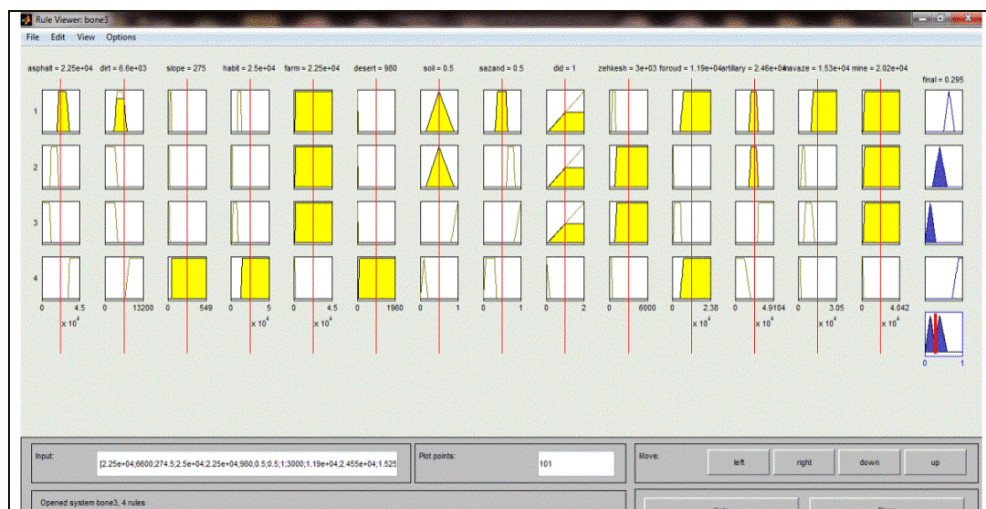 Rule Viewer: bone3
File Edit View Options
asphalt = 2.25e+04 dirt = 6.6e+03 slope = 275 habit = 2.5e+04 farm = 2.25e+04 desert = 980 soil = 0.5 sazand = 0.5 did = 1 zehkesh = 3e+03 foroud = 1.19e+04 artillary = 2.46e+04 mavaze = 1.53e+04 mine = 2.02e+04
final = 0.295
1
2
3
4
0 4.5 0 13200 0 549 0 5 0 4.5 0 1960 0 1 0 1 0 2 0 6000 0 2.38 0 4.9104 0 3.05 0 4.042
x 10⁴ x 10⁴ x 10⁴ x 10⁴ x 10⁴ x 10⁴ x 10⁴
0 1
Input: [2.25e+04;6600;274.5;2.5e+04;2.25e+04;980;0.5;0.5;1;3000;1.19e+04;2.455e+04;1.525
Plot points: 101
Move: left right down up
Opened system bone3, 4 rules